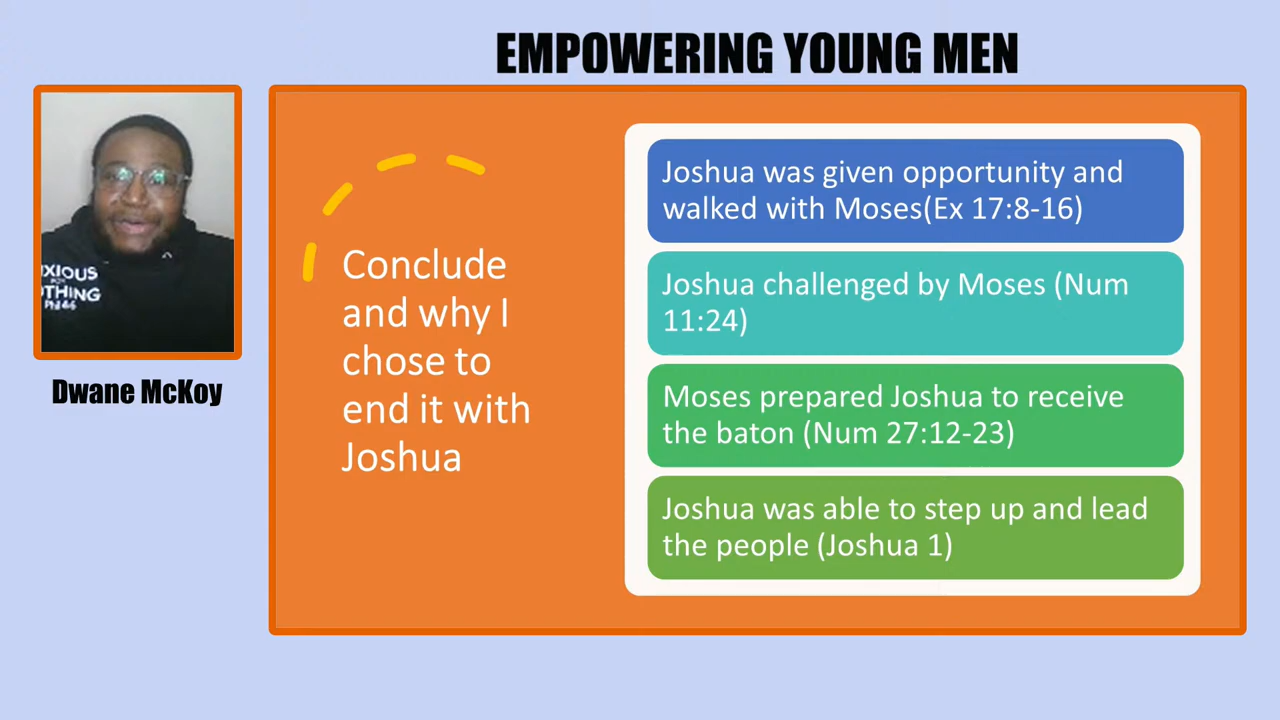 EMPOWERING YOUNG MEN
XIOUS
THING
Dwane McKoy
Conclude
and why I
chose to
end it with
Joshua
Joshua was given opportunity and
walked with Moses(Ex 17:8-16)
Joshua challenged by Moses (Num
11:24)
Moses prepared Joshua to receive
the baton (Num 27:12-23)
Joshua was able to step up and lead
the people (Joshua 1)